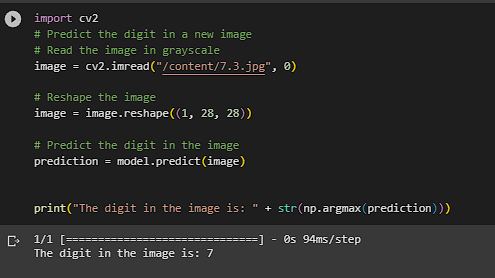 import cv2
# Predict the digit in a new image
# Read the image in grayscale
image = cv2.imread("/content/7.3.jpg", 0)
# Reshape the image
image = image.reshape((1, 28, 28))
# Predict the digit in the image
prediction = model.predict(image)
print("The digit in the image is: " + str(np.argmax(prediction)))
1/1 [==============================] - 0s 94ms/step
The digit in the image is: 7